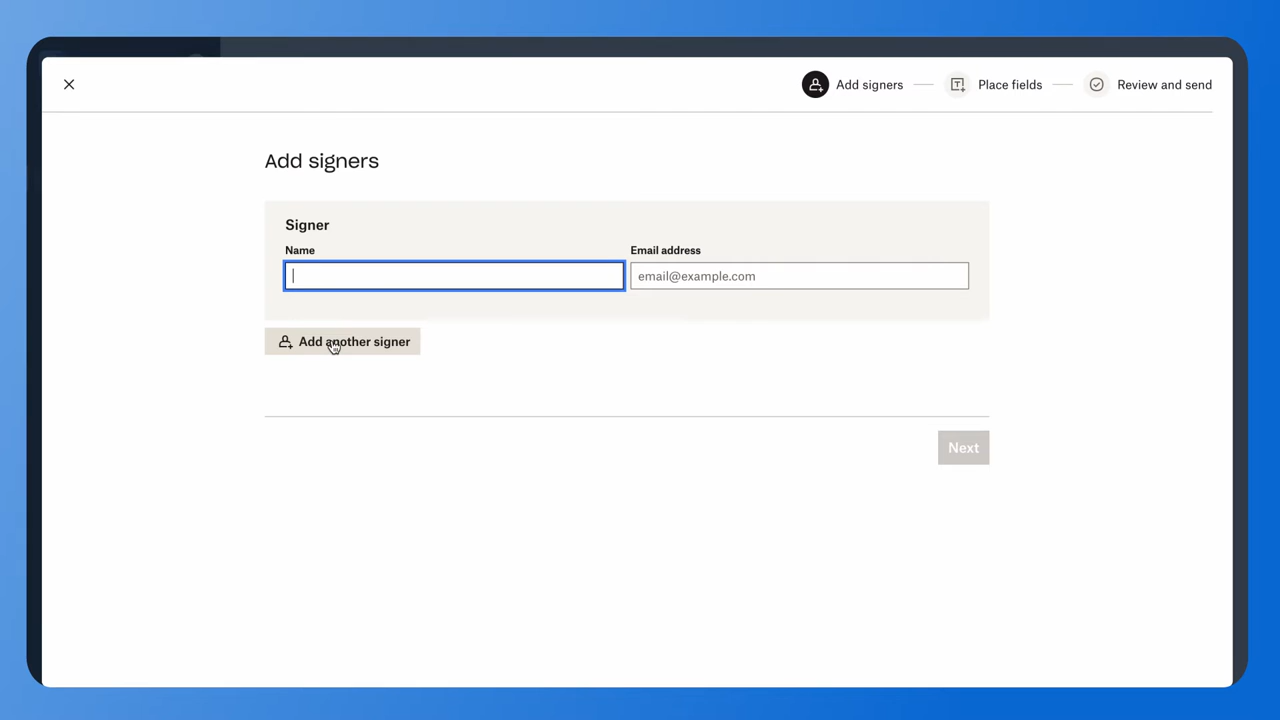 Add signers
Place fields
Review and send
Add signers
Signer
Name
Email address
email@example.com
Add another signer
Next